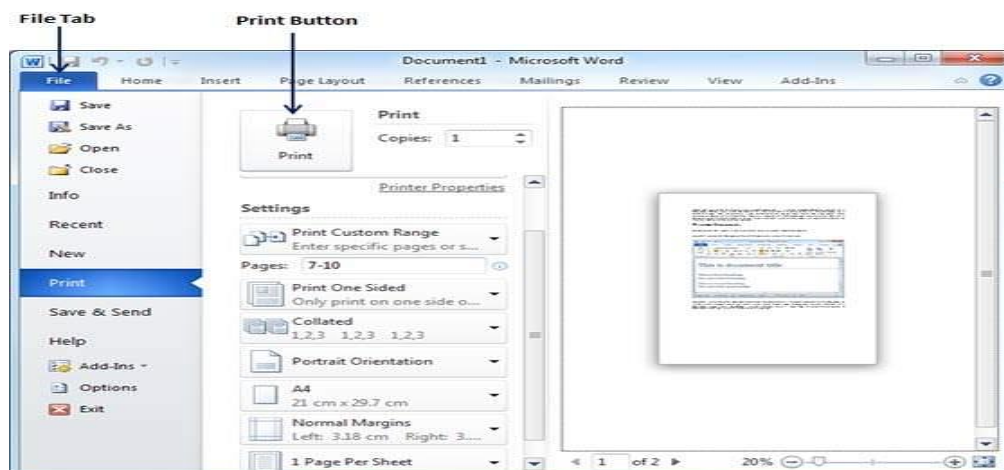 File Tab
Print Button
Document1 - Microsoft Word
File Home Insert Page Layout References Mailings Review View Add-Ins
Save
Save As
Open
Close
Info
Recent
New
Print
Save & Send
Help
Add-Ins
Options
Exit
Print
Print
Copies: 1
Printer Properties
Settings
Print Custom Range
Enter specific pages or s...
Pages: 7-10
Print One Sided
Only print on one side o...
Collated
1,2,3 1,2,3 1,2,3
Portrait Orientation
A4
21 cm x 29.7 cm
Normal Margins
Left: 3.18 cm Right: 3....
1 Page Per Sheet
This is document title
1 of 2
20%